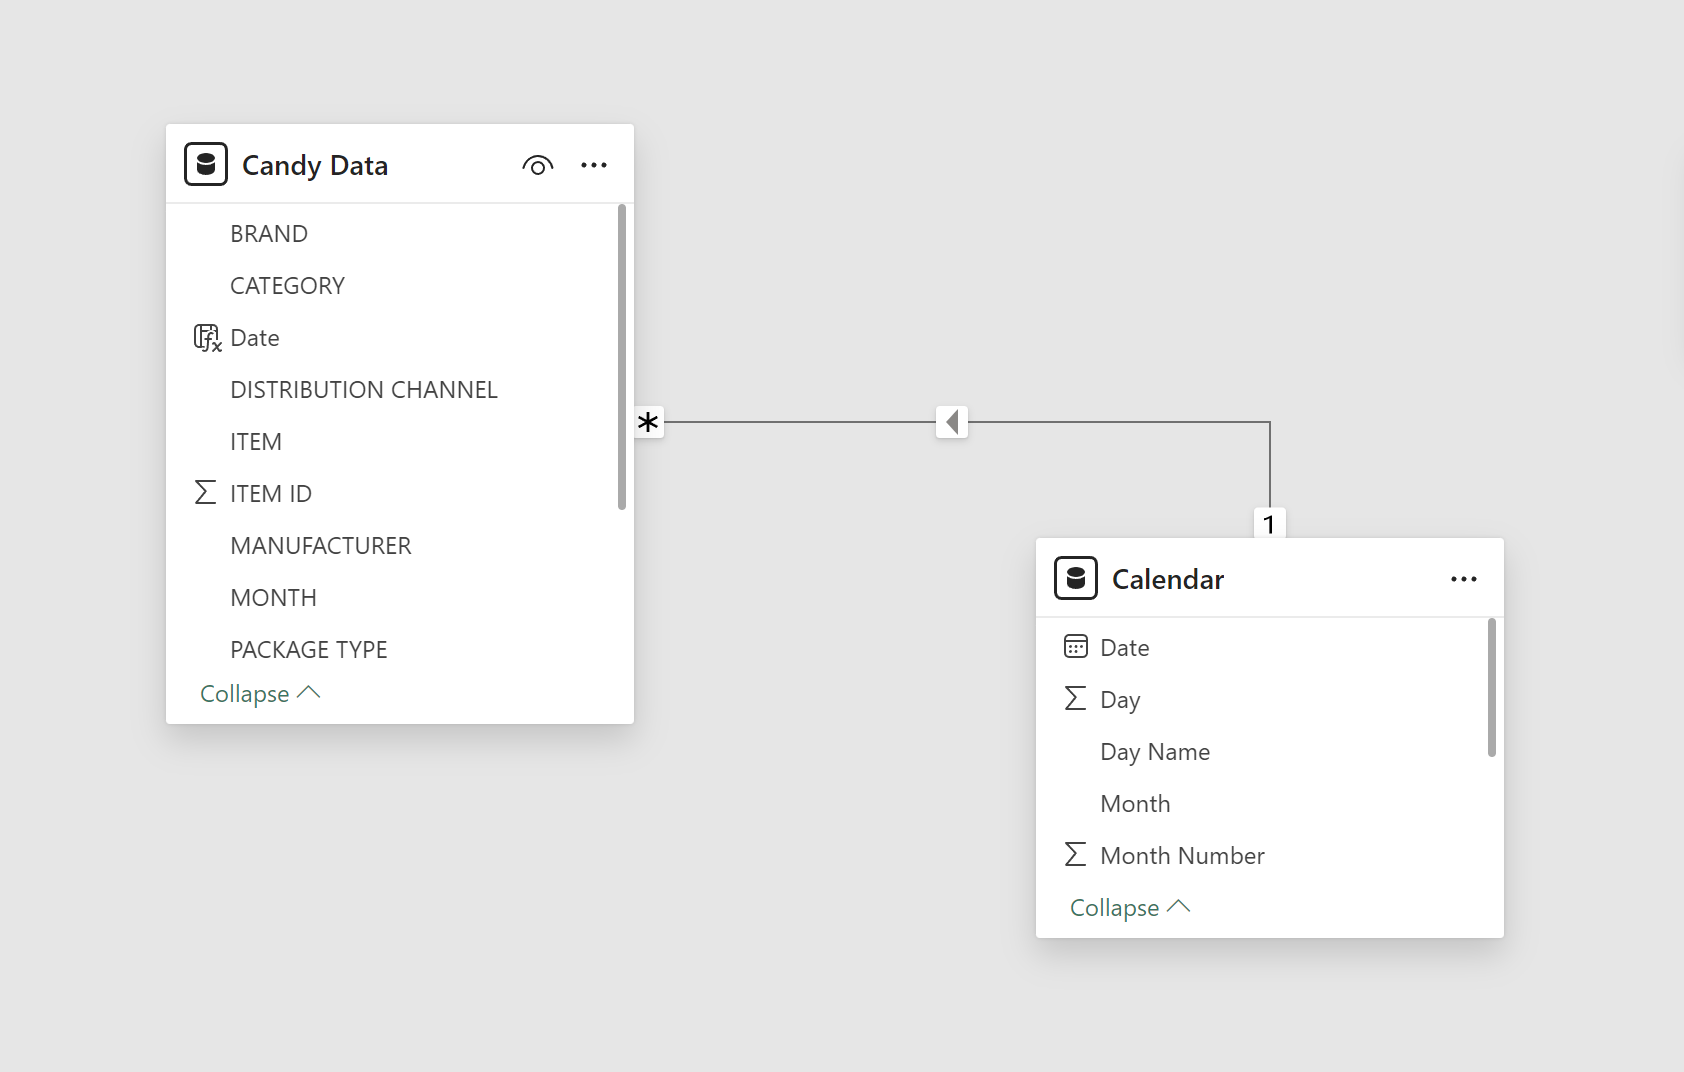 Candy Data
BRAND
CATEGORY
Date
DISTRIBUTION CHANNEL
ITEM
ITEM ID
MANUFACTURER
MONTH
PACKAGE TYPE
Collapse
*
1
Calendar
Date
Day
Day Name
Month
Month Number
Collapse